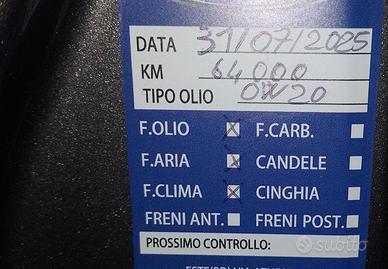 DATA 31/07/2025
KM 64000
TIPO OLIO 0W20
F.OLIO ☒ F.CARB. ☐
F.ARIA ☒ CANDELE ☐
F.CLIMA ☒ CINGHIA ☐
FRENI ANT. ☐ FRENI POST. ☐
PROSSIMO CONTROLLO:
subito